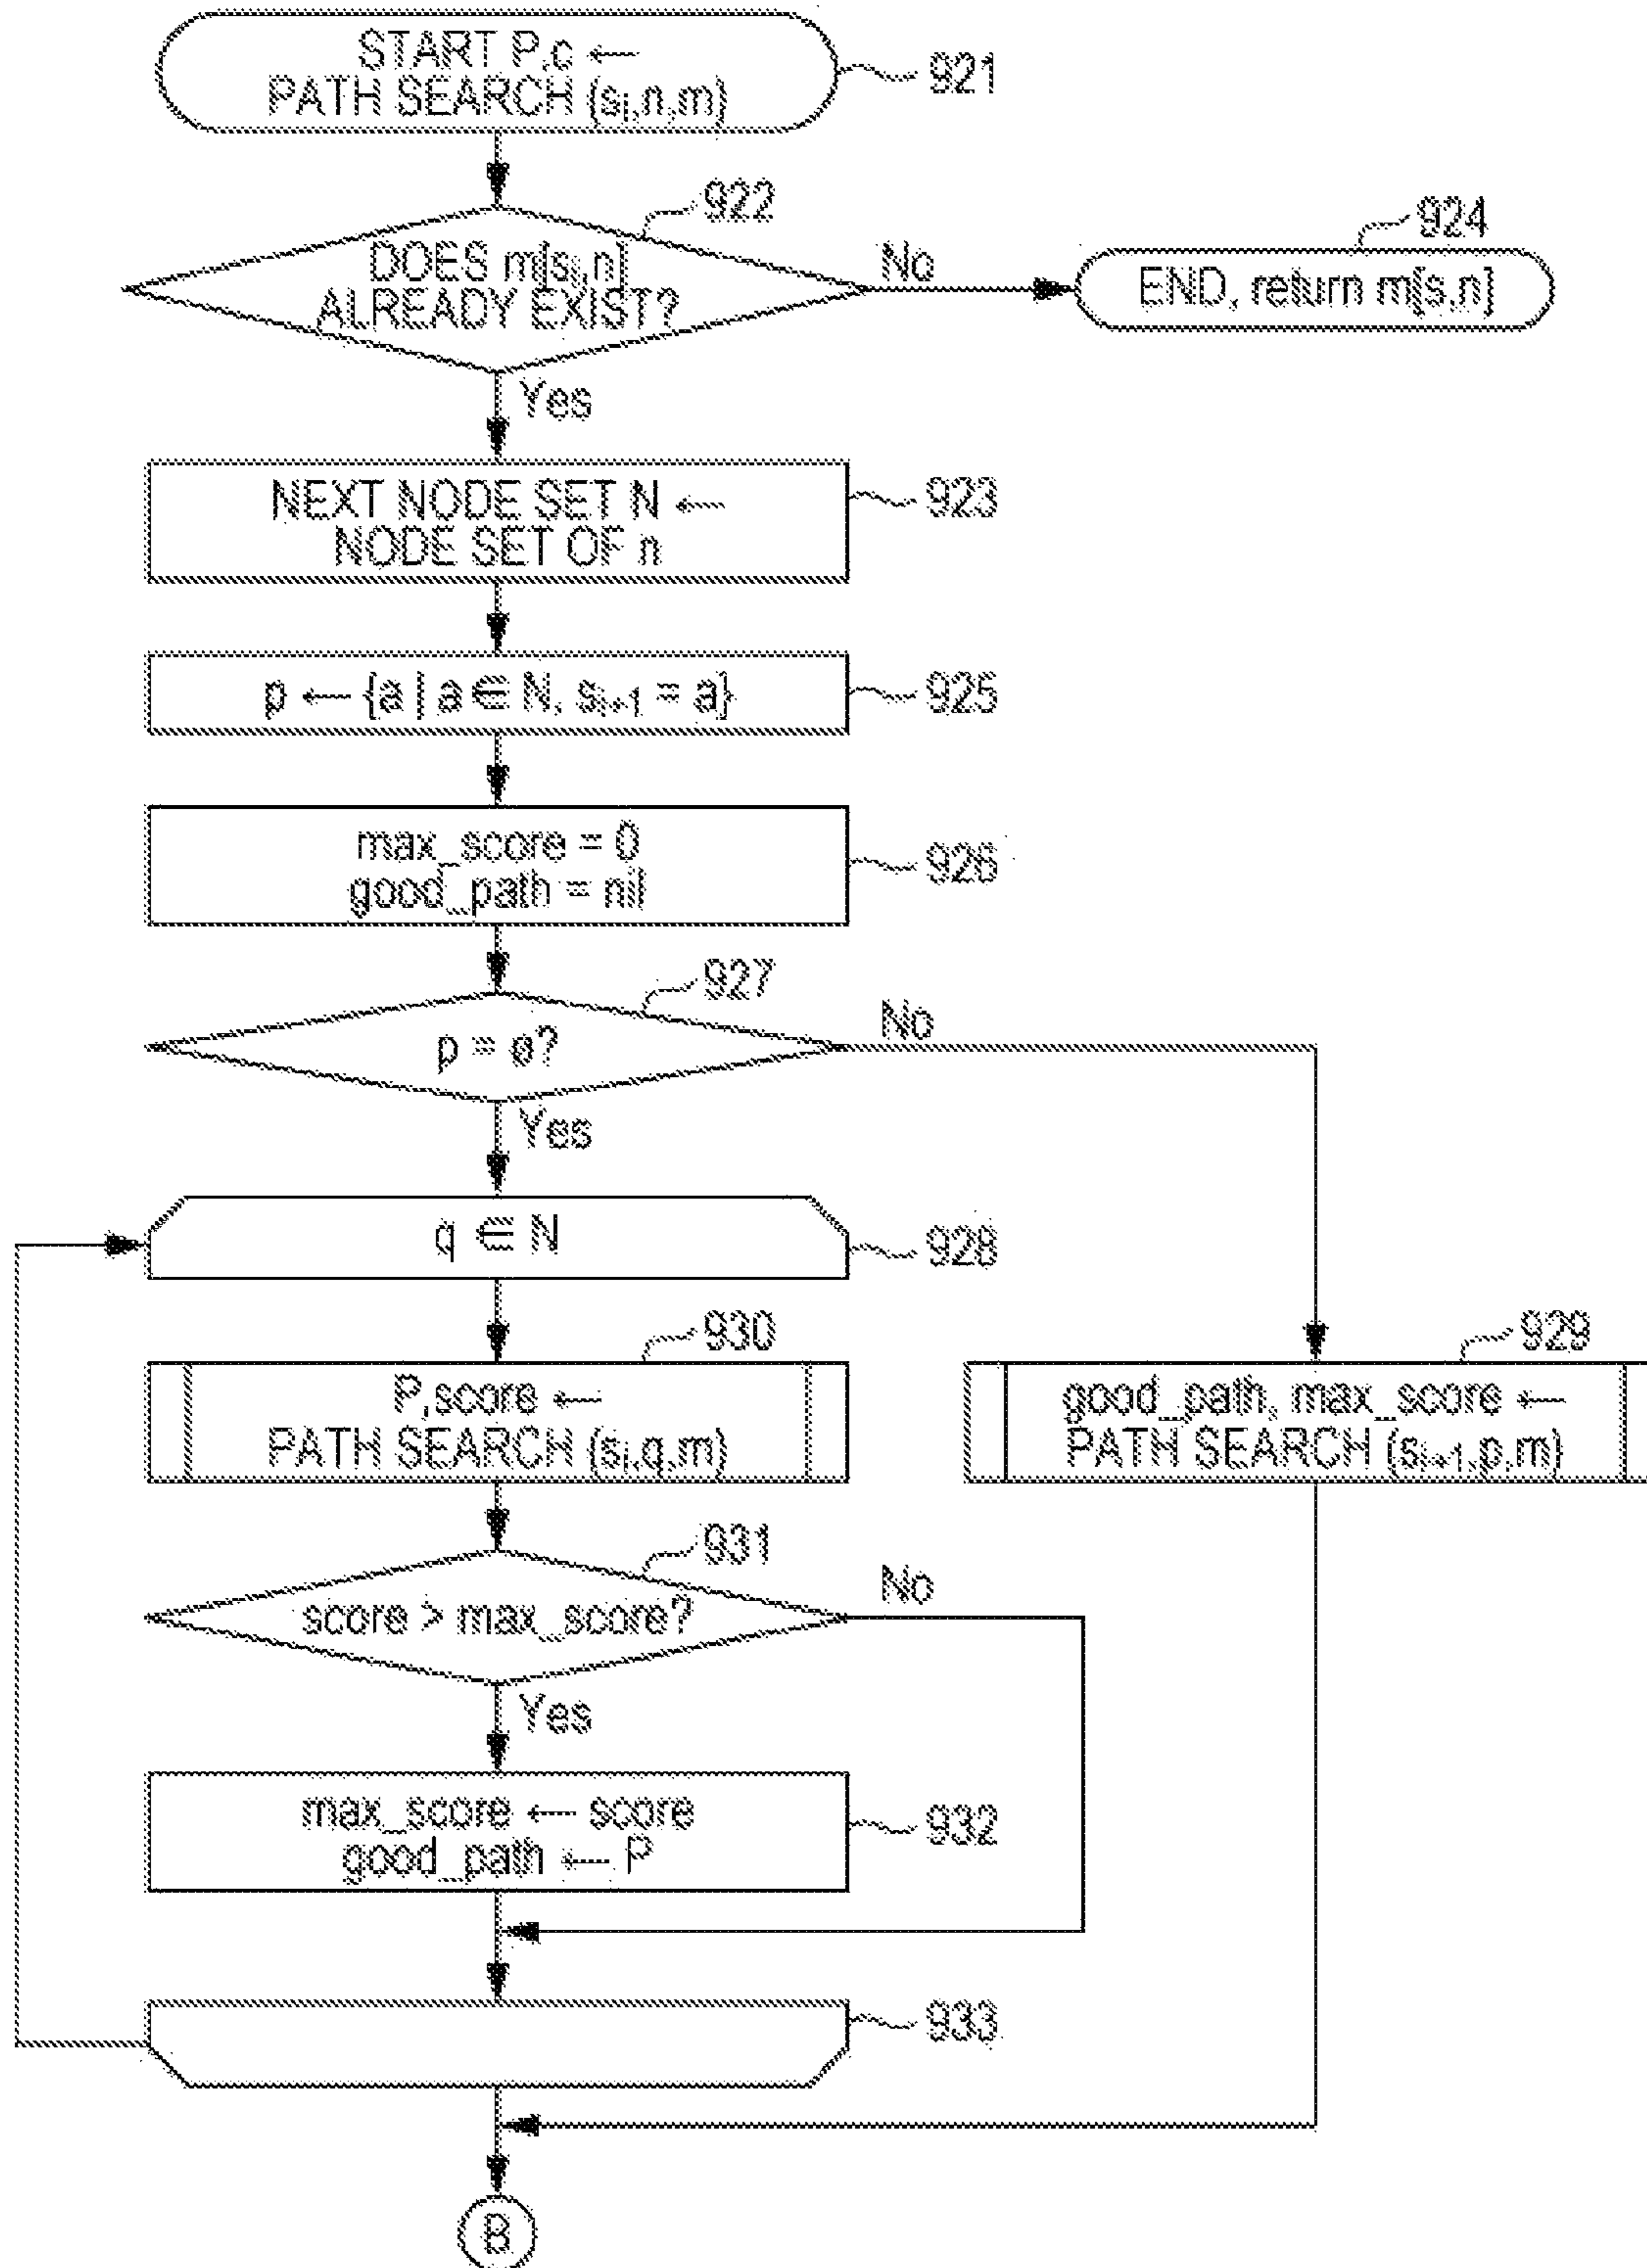 START P,c ←
PATH SEARCH (sᵢ,n,m)
921
922
DOES m[sᵢ,n]
ALREADY EXIST?
No
924
END, return m[s,n]
Yes
NEXT NODE SET N ←
NODE SET OF n
923
p ← {a | a ∈ N, sᵢ₊₁ = a}
925
max_score = 0
good_path = nil
926
927
p = ø?
No
Yes
q ∈ N
928
930
P,score ←
PATH SEARCH (sᵢ,q,m)
929
good_path, max_score ←
PATH SEARCH (sᵢ₊₁,p,m)
931
score > max_score?
No
Yes
max_score ← score
good_path ← P
932
933
B